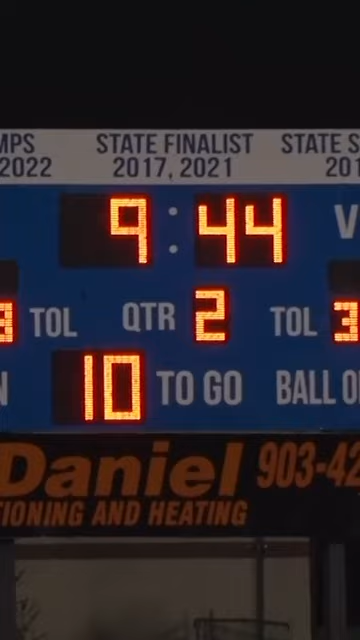 MPS STATE FINALIST STATE S
2022 2017, 2021 201
9:44 V
3 TOL QTR 2 TOL 3
N 10 TO GO BALL O
Daniel 903-42
TIONING AND HEATING